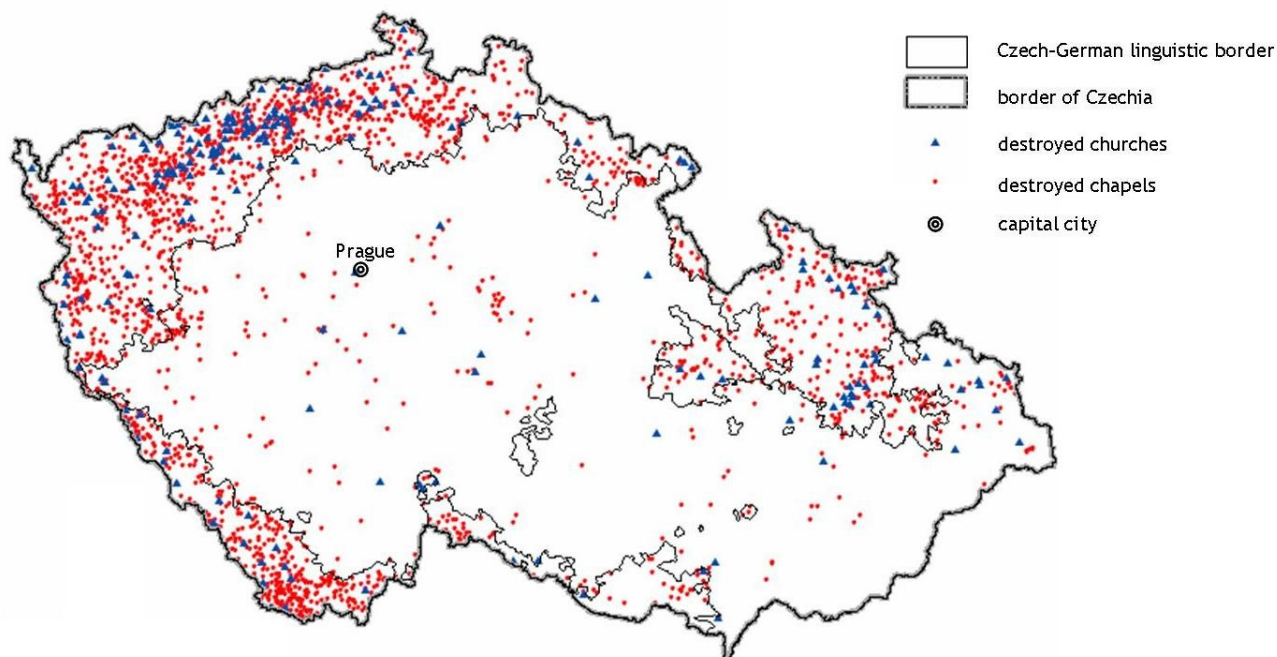 Czech-German linguistic border
border of Czechia
destroyed churches
destroyed chapels
capital city
Prague